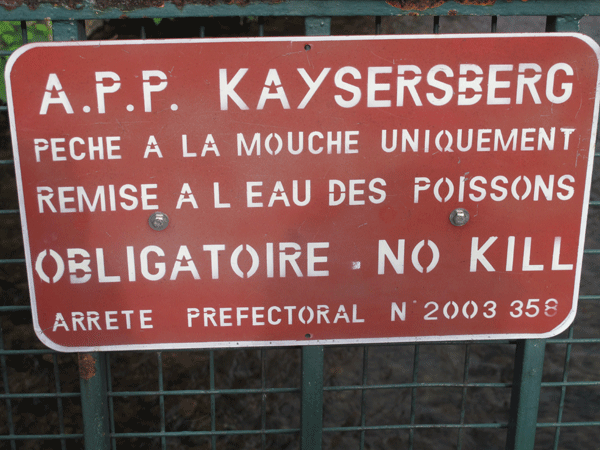 A.P.P. KAYSERSBERG
PECHE A LA MOUCHE UNIQUEMENT
REMISE A L EAU DES POISSONS
OBLIGATOIRE - NO KILL
ARRETE PREFECTORAL N° 2003 358